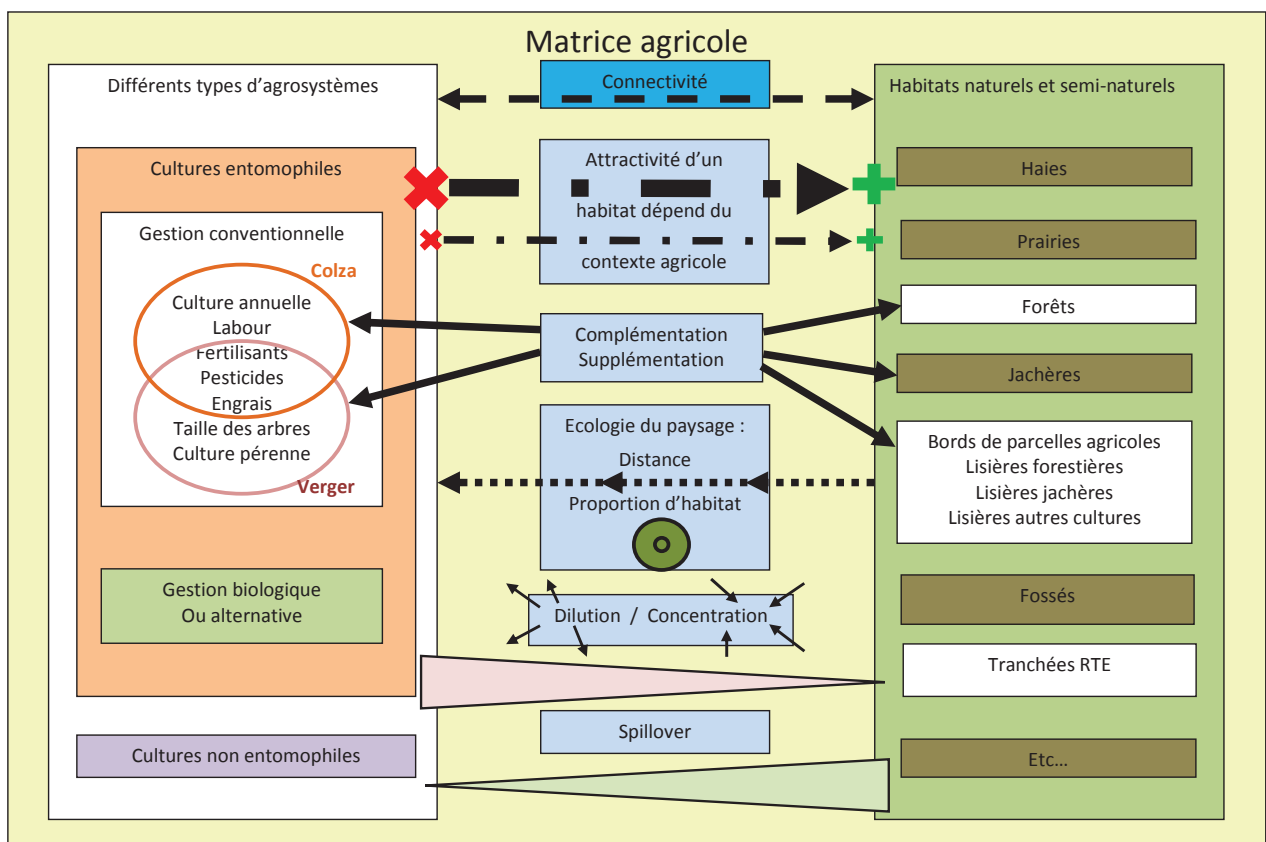 Matrice agricole
Différents types d'agrosystèmes
Cultures entomophiles
Gestion conventionnelle
Colza
Culture annuelle
Labour
Fertilisants
Pesticides
Engrais
Taille des arbres
Culture pérenne
Verger
Gestion biologique
Ou alternative
Cultures non entomophiles
Connectivité
Attractivité d'un
habitat dépend du
contexte agricole
Complémentation
Supplémentation
Ecologie du paysage :
Distance
Proportion d'habitat
Dilution / Concentration
Spillover
Habitats naturels et semi-naturels
Haies
Prairies
Forêts
Jachères
Bords de parcelles agricoles
Lisières forestières
Lisières jachères
Lisières autres cultures
Fossés
Tranchées RTE
Etc...